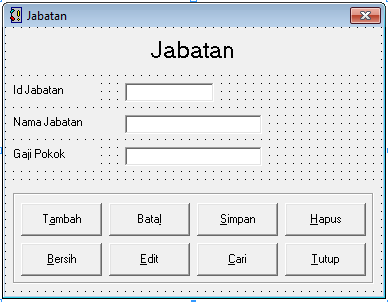 Jabatan
Jabatan
Id Jabatan
Nama Jabatan
Gaji Pokok
Tambah Batal Simpan Hapus
Bersih Edit Cari Tutup